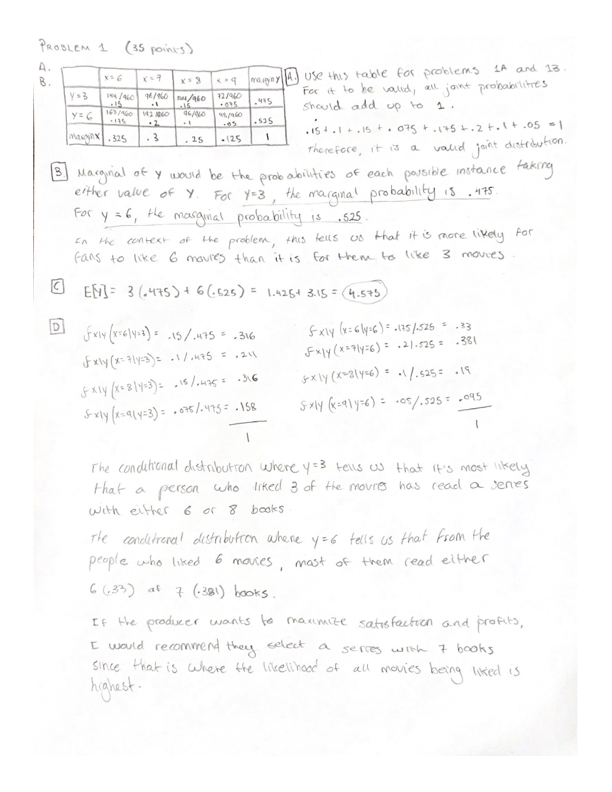 PROBLEM 1 (35 points)
A.
B.
x=6 x=7 x=8 x=9 marginY
Y=3 144/960 96/960 144/960 72/960 .475
.15 .1 .15 .075
Y=6 192/960 96/960 48/960 .525
.2 .1 .05
marginX .325 .3 .25 .125 1
A. Use this table for problems 1A and 1B.
For it to be valid, all joint probabilities
should add up to 1.
.15+.1+.15+.075+.175+.2+.1+.05=1
Therefore, it is a valid joint distribution.
B Marginal of Y would be the probabilities of each possible instance taking
either value of Y. For Y=3, the marginal probability is .475.
For y=6, the marginal probability is .525.
In the context of the problem, this tells us that it is more likely for
fans to like 6 movies than it is for them to like 3 movies.
C E[Y] = 3(.475) + 6(.525) = 1.425 + 3.15 = 4.575
D fx|y(x=6|y=3) = .15/.475 = .316
fx|y(x=7|y=3) = .1/.475 = .211
fx|y(x=8|y=3) = .15/.475 = .316
fx|y(x=9|y=3) = .075/.475 = .158
1
fx|y(x=6|y=6) = .175/.525 = .33
fx|y(x=7|y=6) = .2/.525 = .381
fx|y(x=8|y=6) = .1/.525 = .19
fx|y(x=9|y=6) = .05/.525 = .095
1
The conditional distribution where y=3 tells us that it's most likely
that a person who liked 3 of the movies has read a series
with either 6 or 8 books
The conditional distribution where y=6 tells us that from the
people who liked 6 movies, most of them read either
6 (.33) or 7 (.381) books.
If the producer wants to maximize satisfaction and profits,
I would recommend they select a series with 7 books
since that is where the likelihood of all movies being liked is
highest.